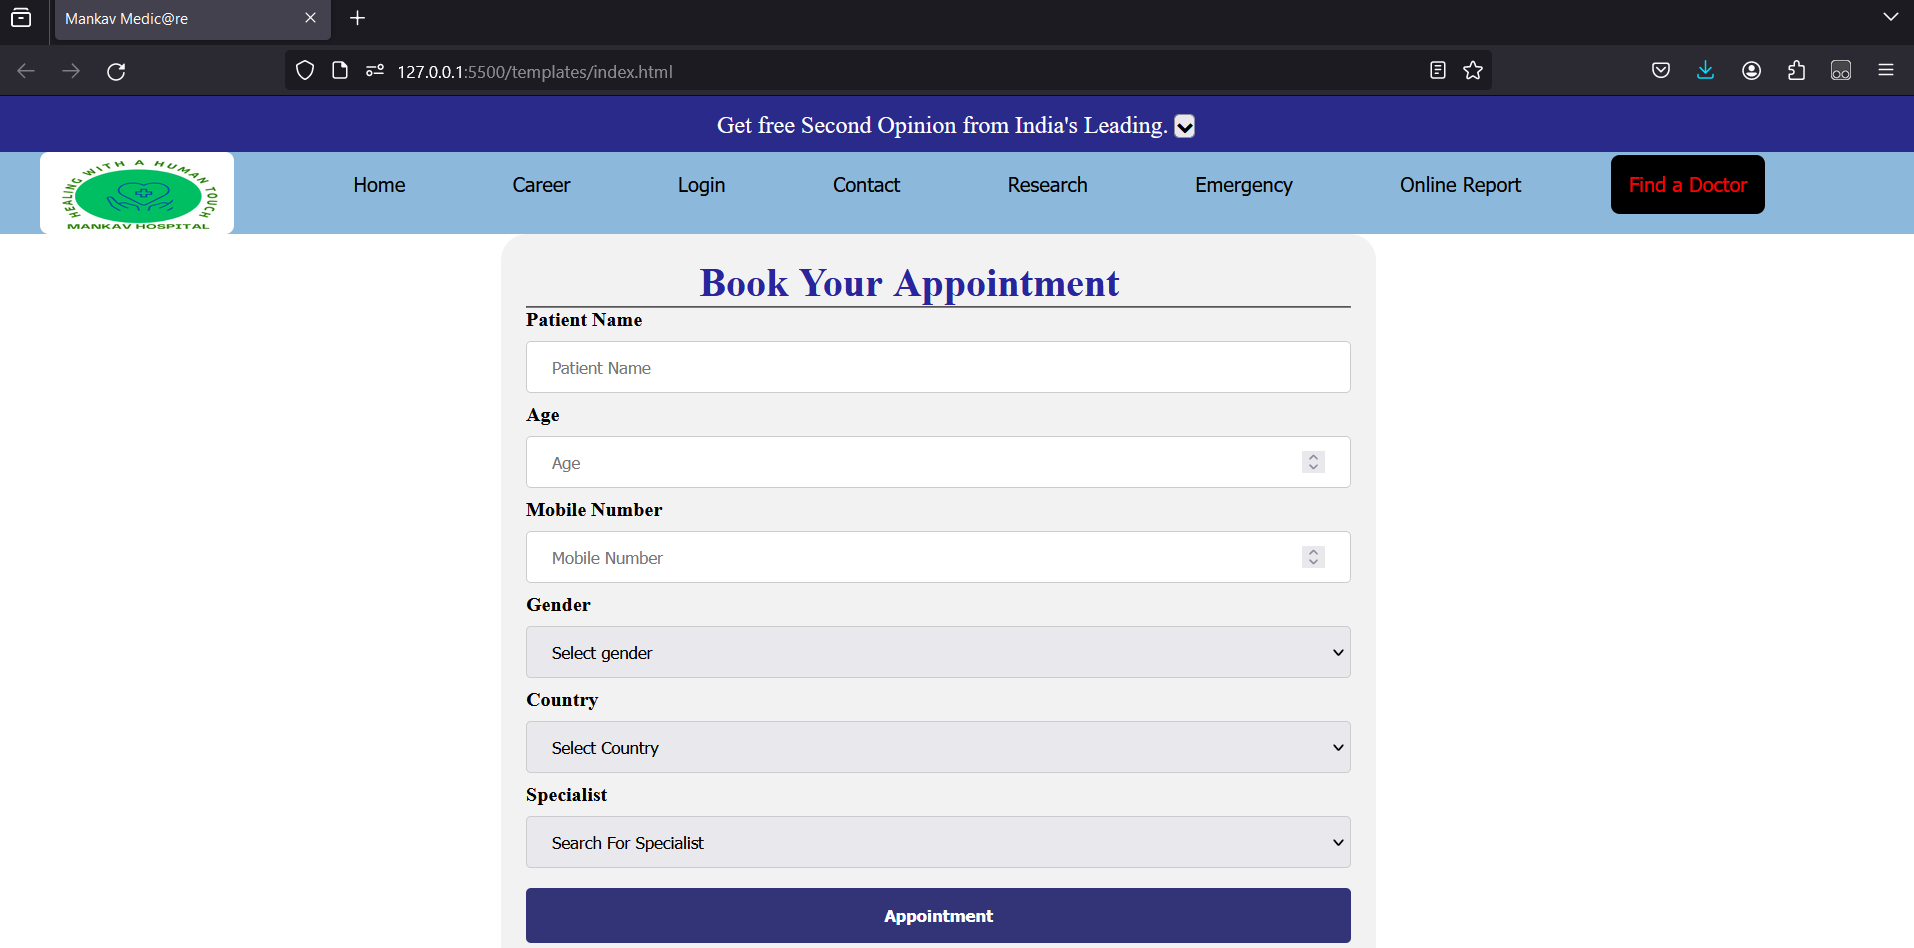 Mankav Medic@re
127.0.0.1:5500/templates/index.html
Get free Second Opinion from India's Leading.
HEALING WITH A HUMAN TOUCH
MANKAV HOSPITAL
Home Career Login Contact Research Emergency Online Report Find a Doctor
Book Your Appointment
Patient Name
Patient Name
Age
Age
Mobile Number
Mobile Number
Gender
Select gender
Country
Select Country
Specialist
Search For Specialist
Appointment